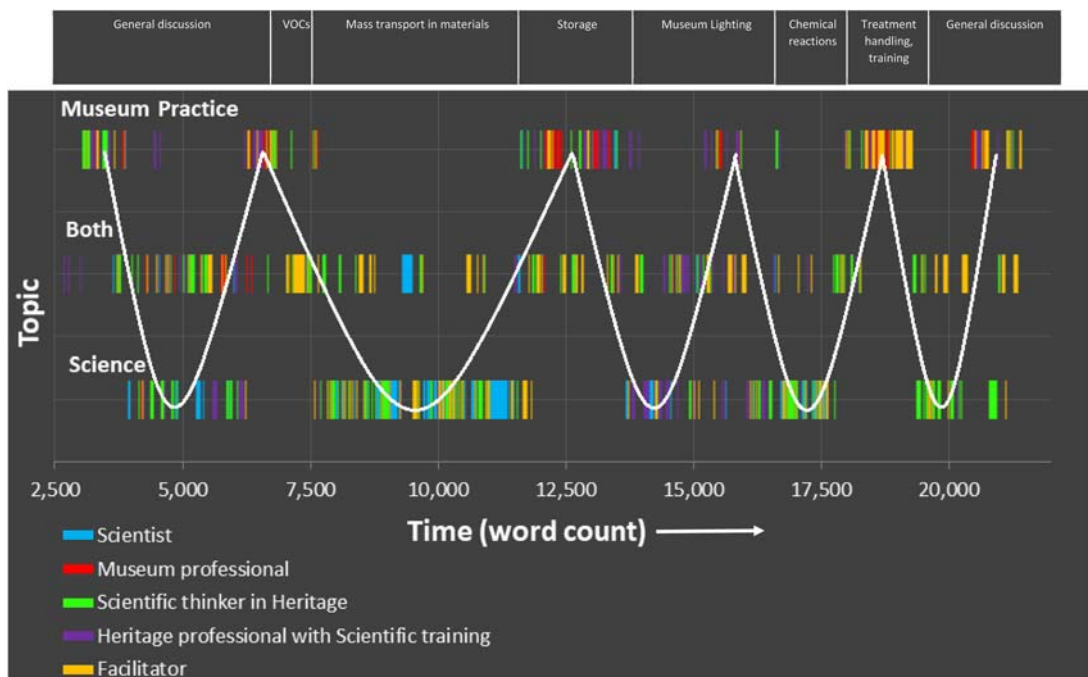 General discussion
VOCs
Mass transport in materials
Storage
Museum Lighting
Chemical
reactions
Treatment
handling,
training
General discussion
Museum Practice
Both
Science
Topic
2,500 5,000 7,500 10,000 12,500 15,000 17,500 20,000
Time (word count)
Scientist
Museum professional
Scientific thinker in Heritage
Heritage professional with Scientific training
Facilitator